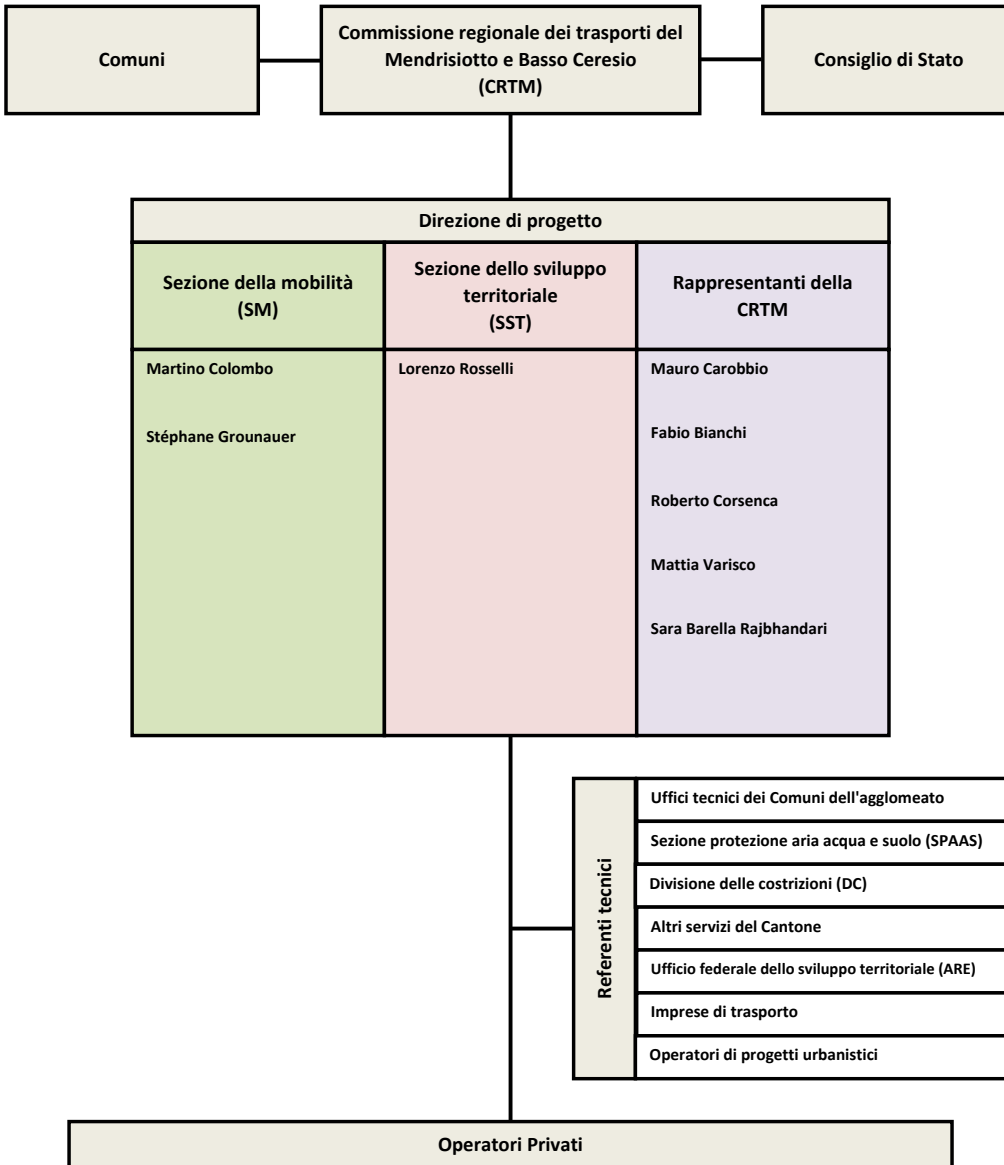 Comuni
Commissione regionale dei trasporti del
Mendrisiotto e Basso Ceresio
(CRTM)
Consiglio di Stato
Direzione di progetto
Sezione della mobilità
(SM)
Sezione dello sviluppo
territoriale
(SST)
Rappresentanti della
CRTM
Martino Colombo
Stéphane Grounauer
Lorenzo Rosselli
Mauro Carobbio
Fabio Bianchi
Roberto Corsenca
Mattia Varisco
Sara Barella Rajbhandari
Referenti tecnici
Uffici tecnici dei Comuni dell'agglomeato
Sezione protezione aria acqua e suolo (SPAAS)
Divisione delle costrizioni (DC)
Altri servizi del Cantone
Ufficio federale dello sviluplo territoriale (ARE)
Imprese di trasporto
Operatori di progetti urbanistici
Operatori Privati